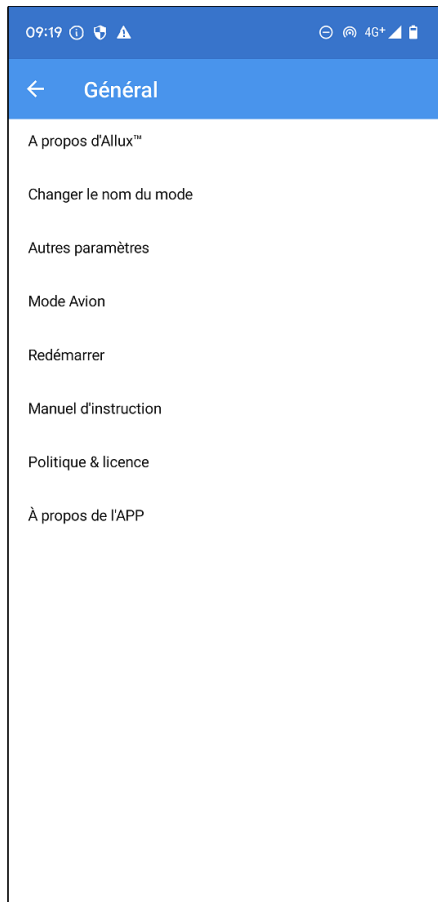 09:19 4G+
Général
A propos d'Allux™
Changer le nom du mode
Autres paramètres
Mode Avion
Redémarrer
Manuel d'instruction
Politique & licence
À propos de l'APP